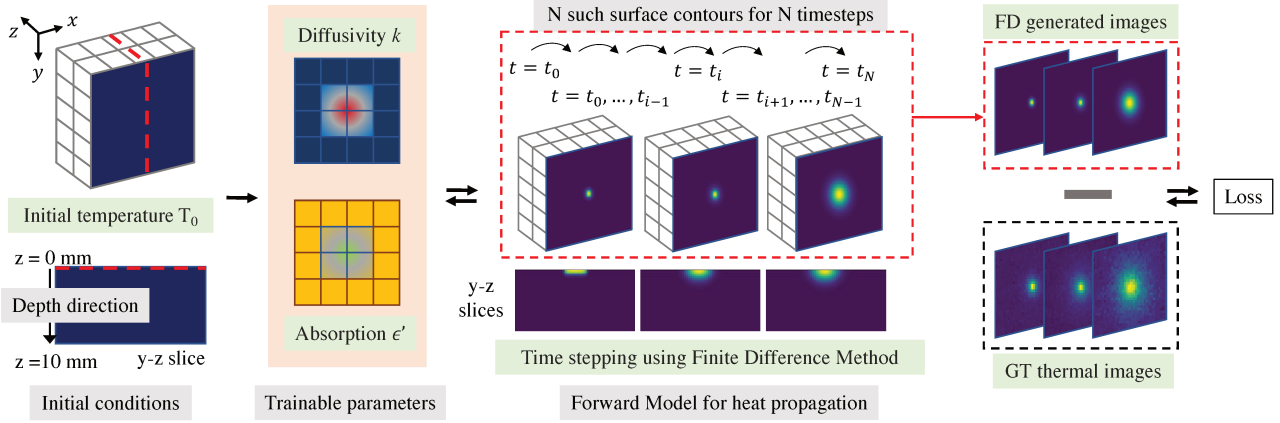 z
x
y
Initial temperature T0
z = 0 mm
Depth direction
z = 10 mm
y-z slice
Initial conditions
Diffusivity k
Absorption ϵ'
Trainable parameters
N such surface contours for N timesteps
t = t0
t = ti
t = tN
t = t0, …, ti−1
t = ti+1, …, tN−1
y-z
slices
Time stepping using Finite Difference Method
Forward Model for heat propagation
FD generated images
Loss
GT thermal images